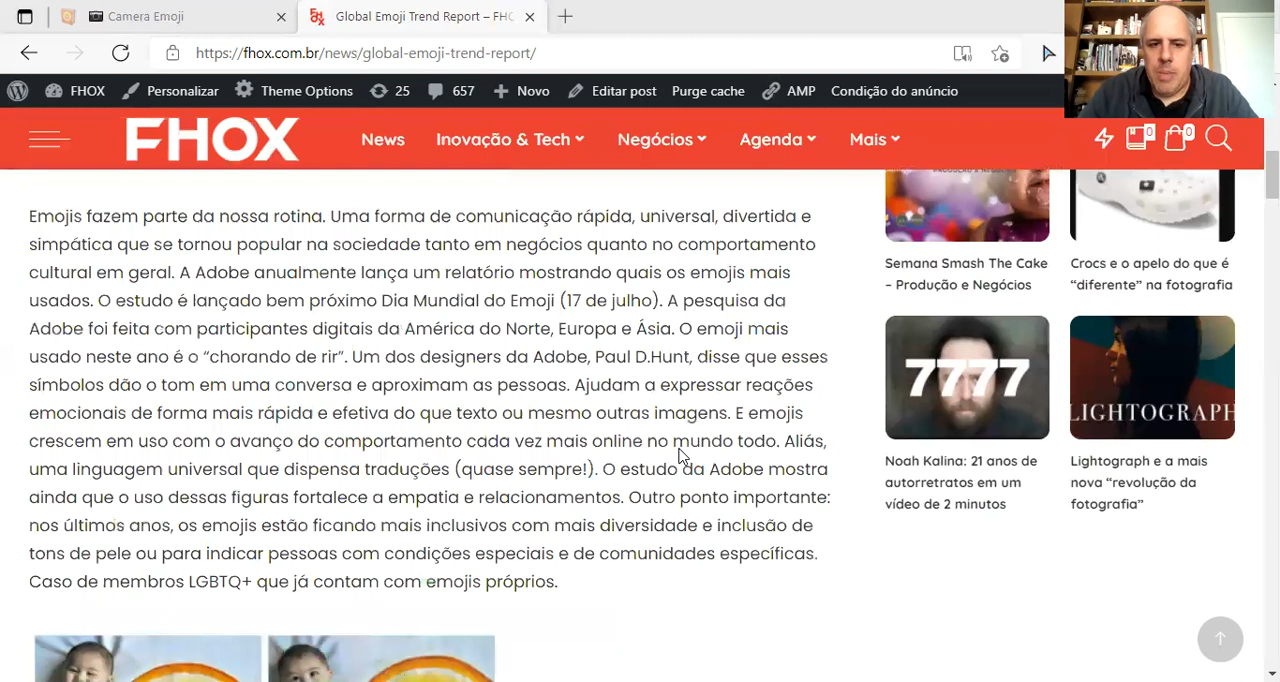 Camera Emoji
Global Emoji Trend Report – FHO
https://fhox.com.br/news/global-emoji-trend-report/
FHOX Personalizar Theme Options 25 657 Novo Editar post Purge cache AMP Condição do anúncio
FHOX News Inovação & Tech Negócios Agenda Mais 0 0
Emojis fazem parte da nossa rotina. Uma forma de comunicação rápida, universal, divertida e
simpática que se tornou popular na sociedade tanto em negócios quanto no comportamento
cultural em geral. A Adobe anualmente lança um relatório mostrando quais os emojis mais
usados. O estudo é lançado bem próximo Dia Mundial do Emoji (17 de julho). A pesquisa da
Adobe foi feita com participantes digitais da América do Norte, Europa e Ásia. O emoji mais
usado neste ano é o “chorando de rir”. Um dos designers da Adobe, Paul D.Hunt, disse que esses
símbolos dão o tom em uma conversa e aproximam as pessoas. Ajudam a expressar reações
emocionais de forma mais rápida e efetiva do que texto ou mesmo outras imagens. E emojis
crescem em uso com o avanço do comportamento cada vez mais online no mundo todo. Aliás,
uma linguagem universal que dispensa traduções (quase sempre!). O estudo da Adobe mostra
ainda que o uso dessas figuras fortalece a empatia e relacionamentos. Outro ponto importante:
nos últimos anos, os emojis estão ficando mais inclusivos com mais diversidade e inclusão de
tons de pele ou para indicar pessoas com condições especiais e de comunidades específicas.
Caso de membros LGBTQ+ que já contam com emojis próprios.
PRODUÇÃO E NEGÓCIOS
Semana Smash The Cake
– Produção e Negócios
Crocs e o apelo do que é
“diferente” na fotografia
7777
Noah Kalina: 21 anos de
autorretratos em um
vídeo de 2 minutos
LIGHTOGRAPH
Lightograph e a mais
nova “revolução da
fotografia”